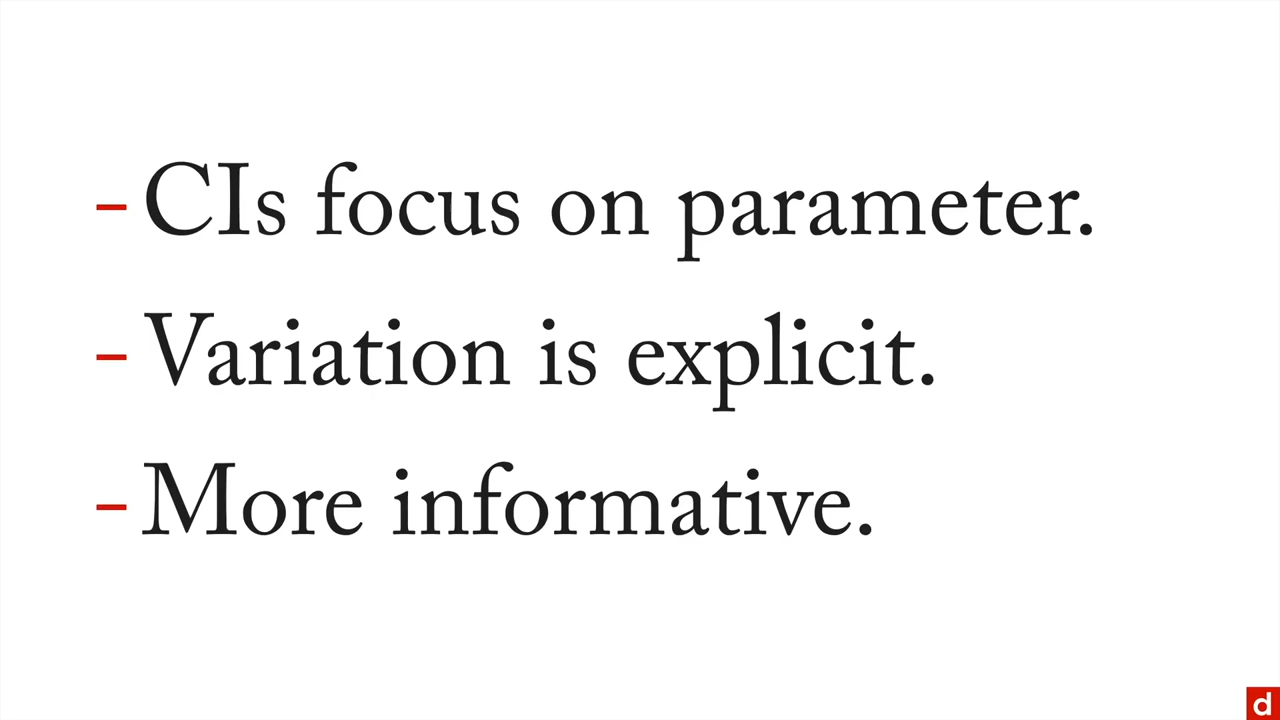 - CIs focus on parameter.
- Variation is explicit.
- More informative.
d